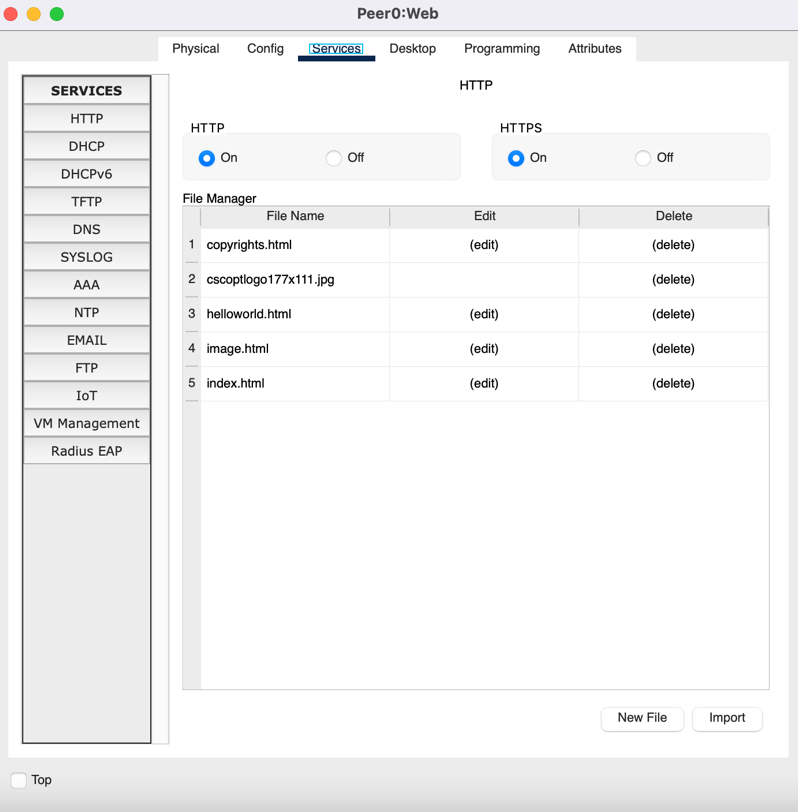 Peer0:Web
Physical Config Services Desktop Programming Attributes
SERVICES
HTTP
DHCP
DHCPv6
TFTP
DNS
SYSLOG
AAA
NTP
EMAIL
FTP
IoT
VM Management
Radius EAP
HTTP
HTTP
On Off
HTTPS
On Off
File Manager
File Name Edit Delete
1 copyrights.html (edit) (delete)
2 cscoptlogo177x111.jpg (delete)
3 helloworld.html (edit) (delete)
4 image.html (edit) (delete)
5 index.html (edit) (delete)
New File Import
Top